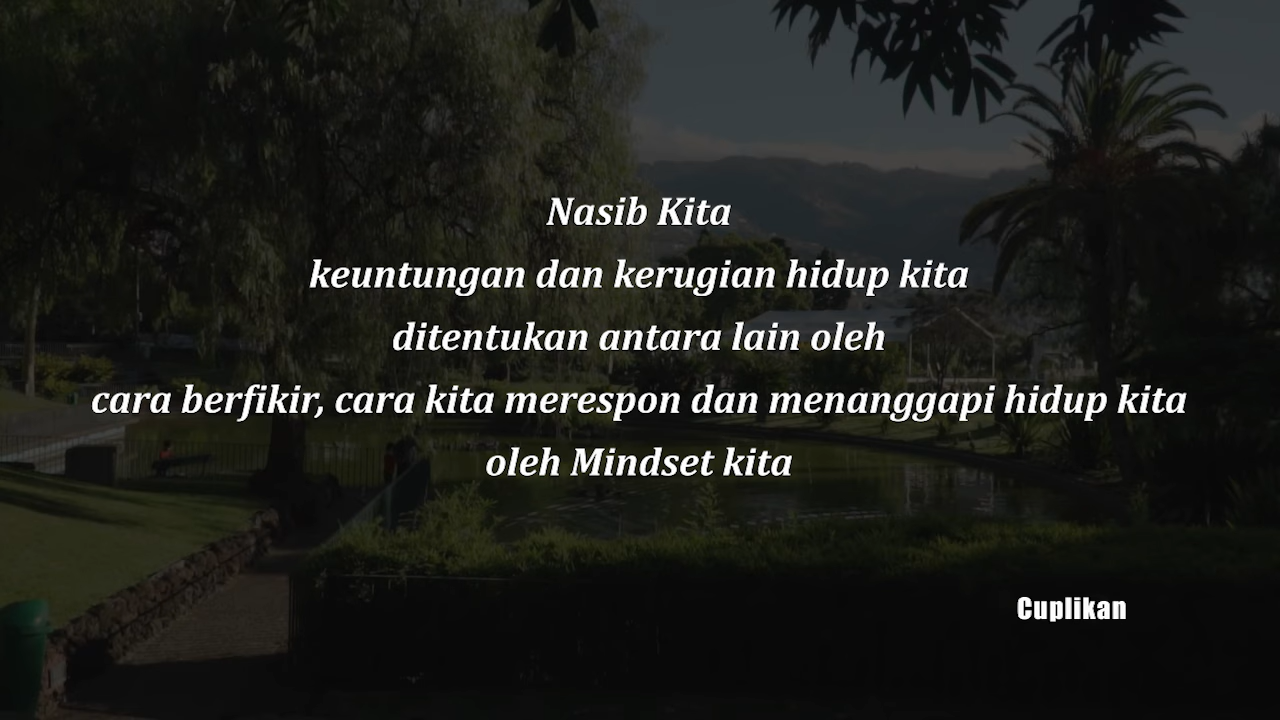 Nasib Kita
keuntungan dan kerugian hidup kita
ditentukan antara lain oleh
cara berfikir, cara kita merespon dan menanggapi hidup kita
oleh Mindset kita
Cuplikan